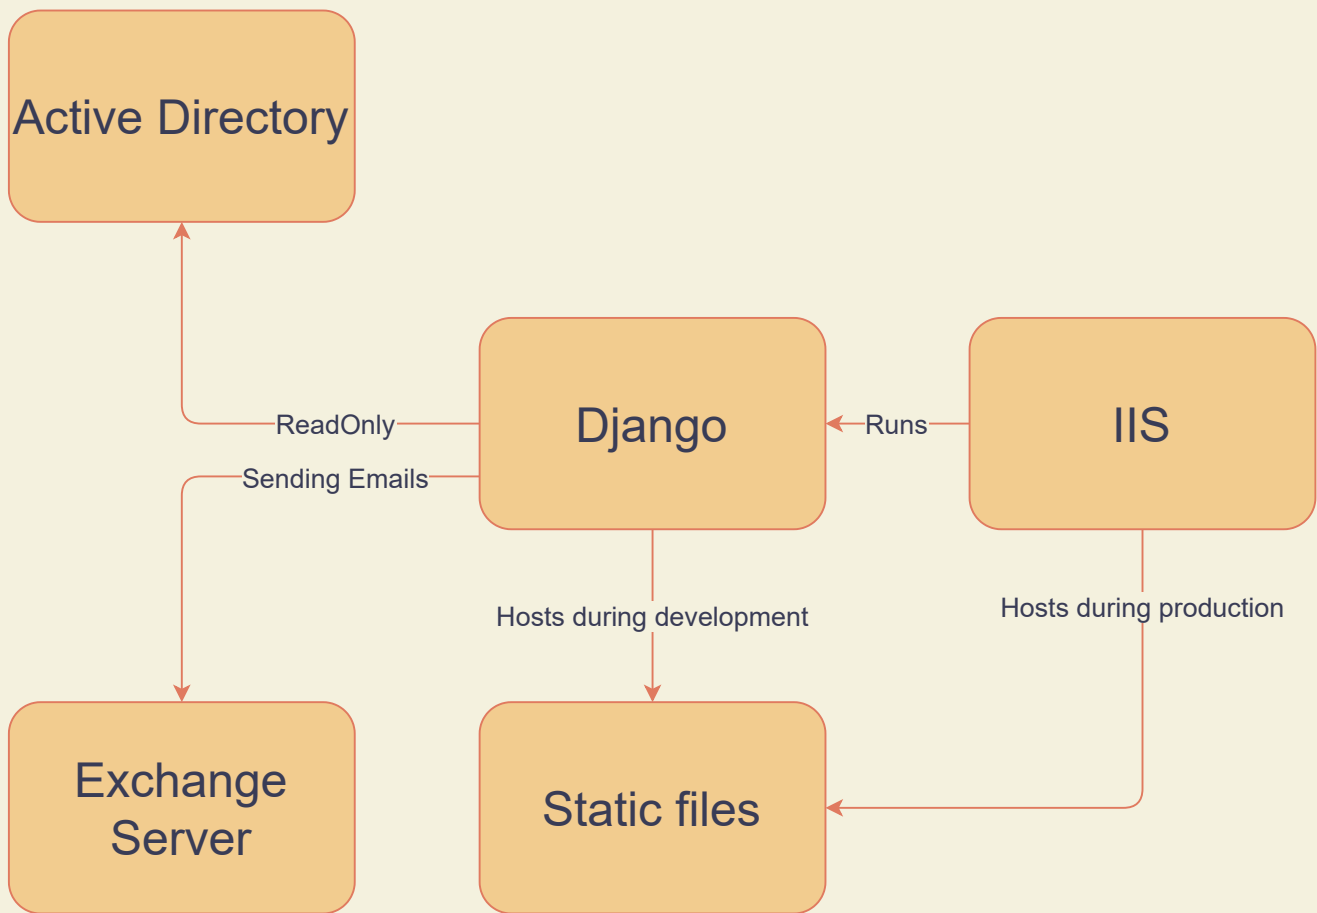 Active Directory
ReadOnly
Django
Runs
IIS
Sending Emails
Hosts during development
Hosts during production
Exchange
Server
Static files